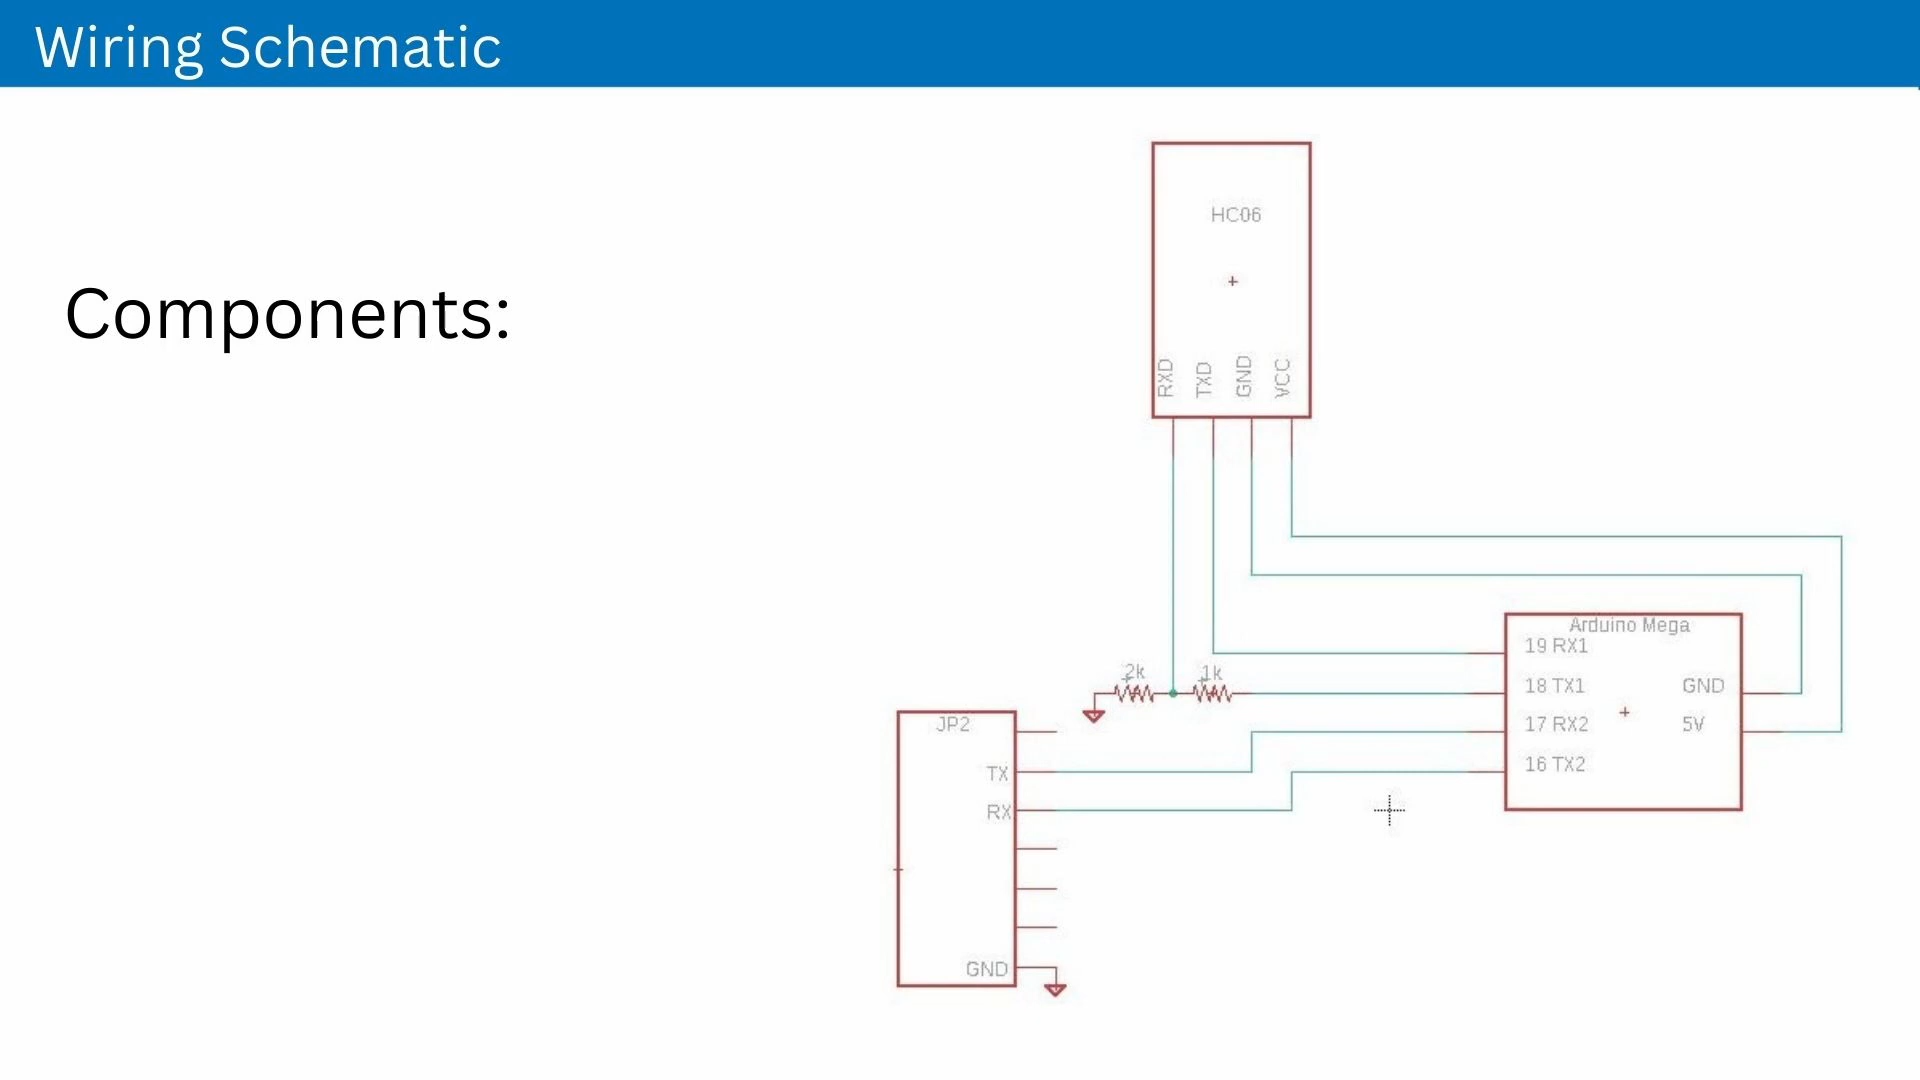 Wiring Schematic
Components:
HC06
RXD
TXD
GND
VCC
Arduino Mega
19 RX1
18 TX1
17 RX2
16 TX2
GND
5V
2k
1k
JP2
TX
RX
GND